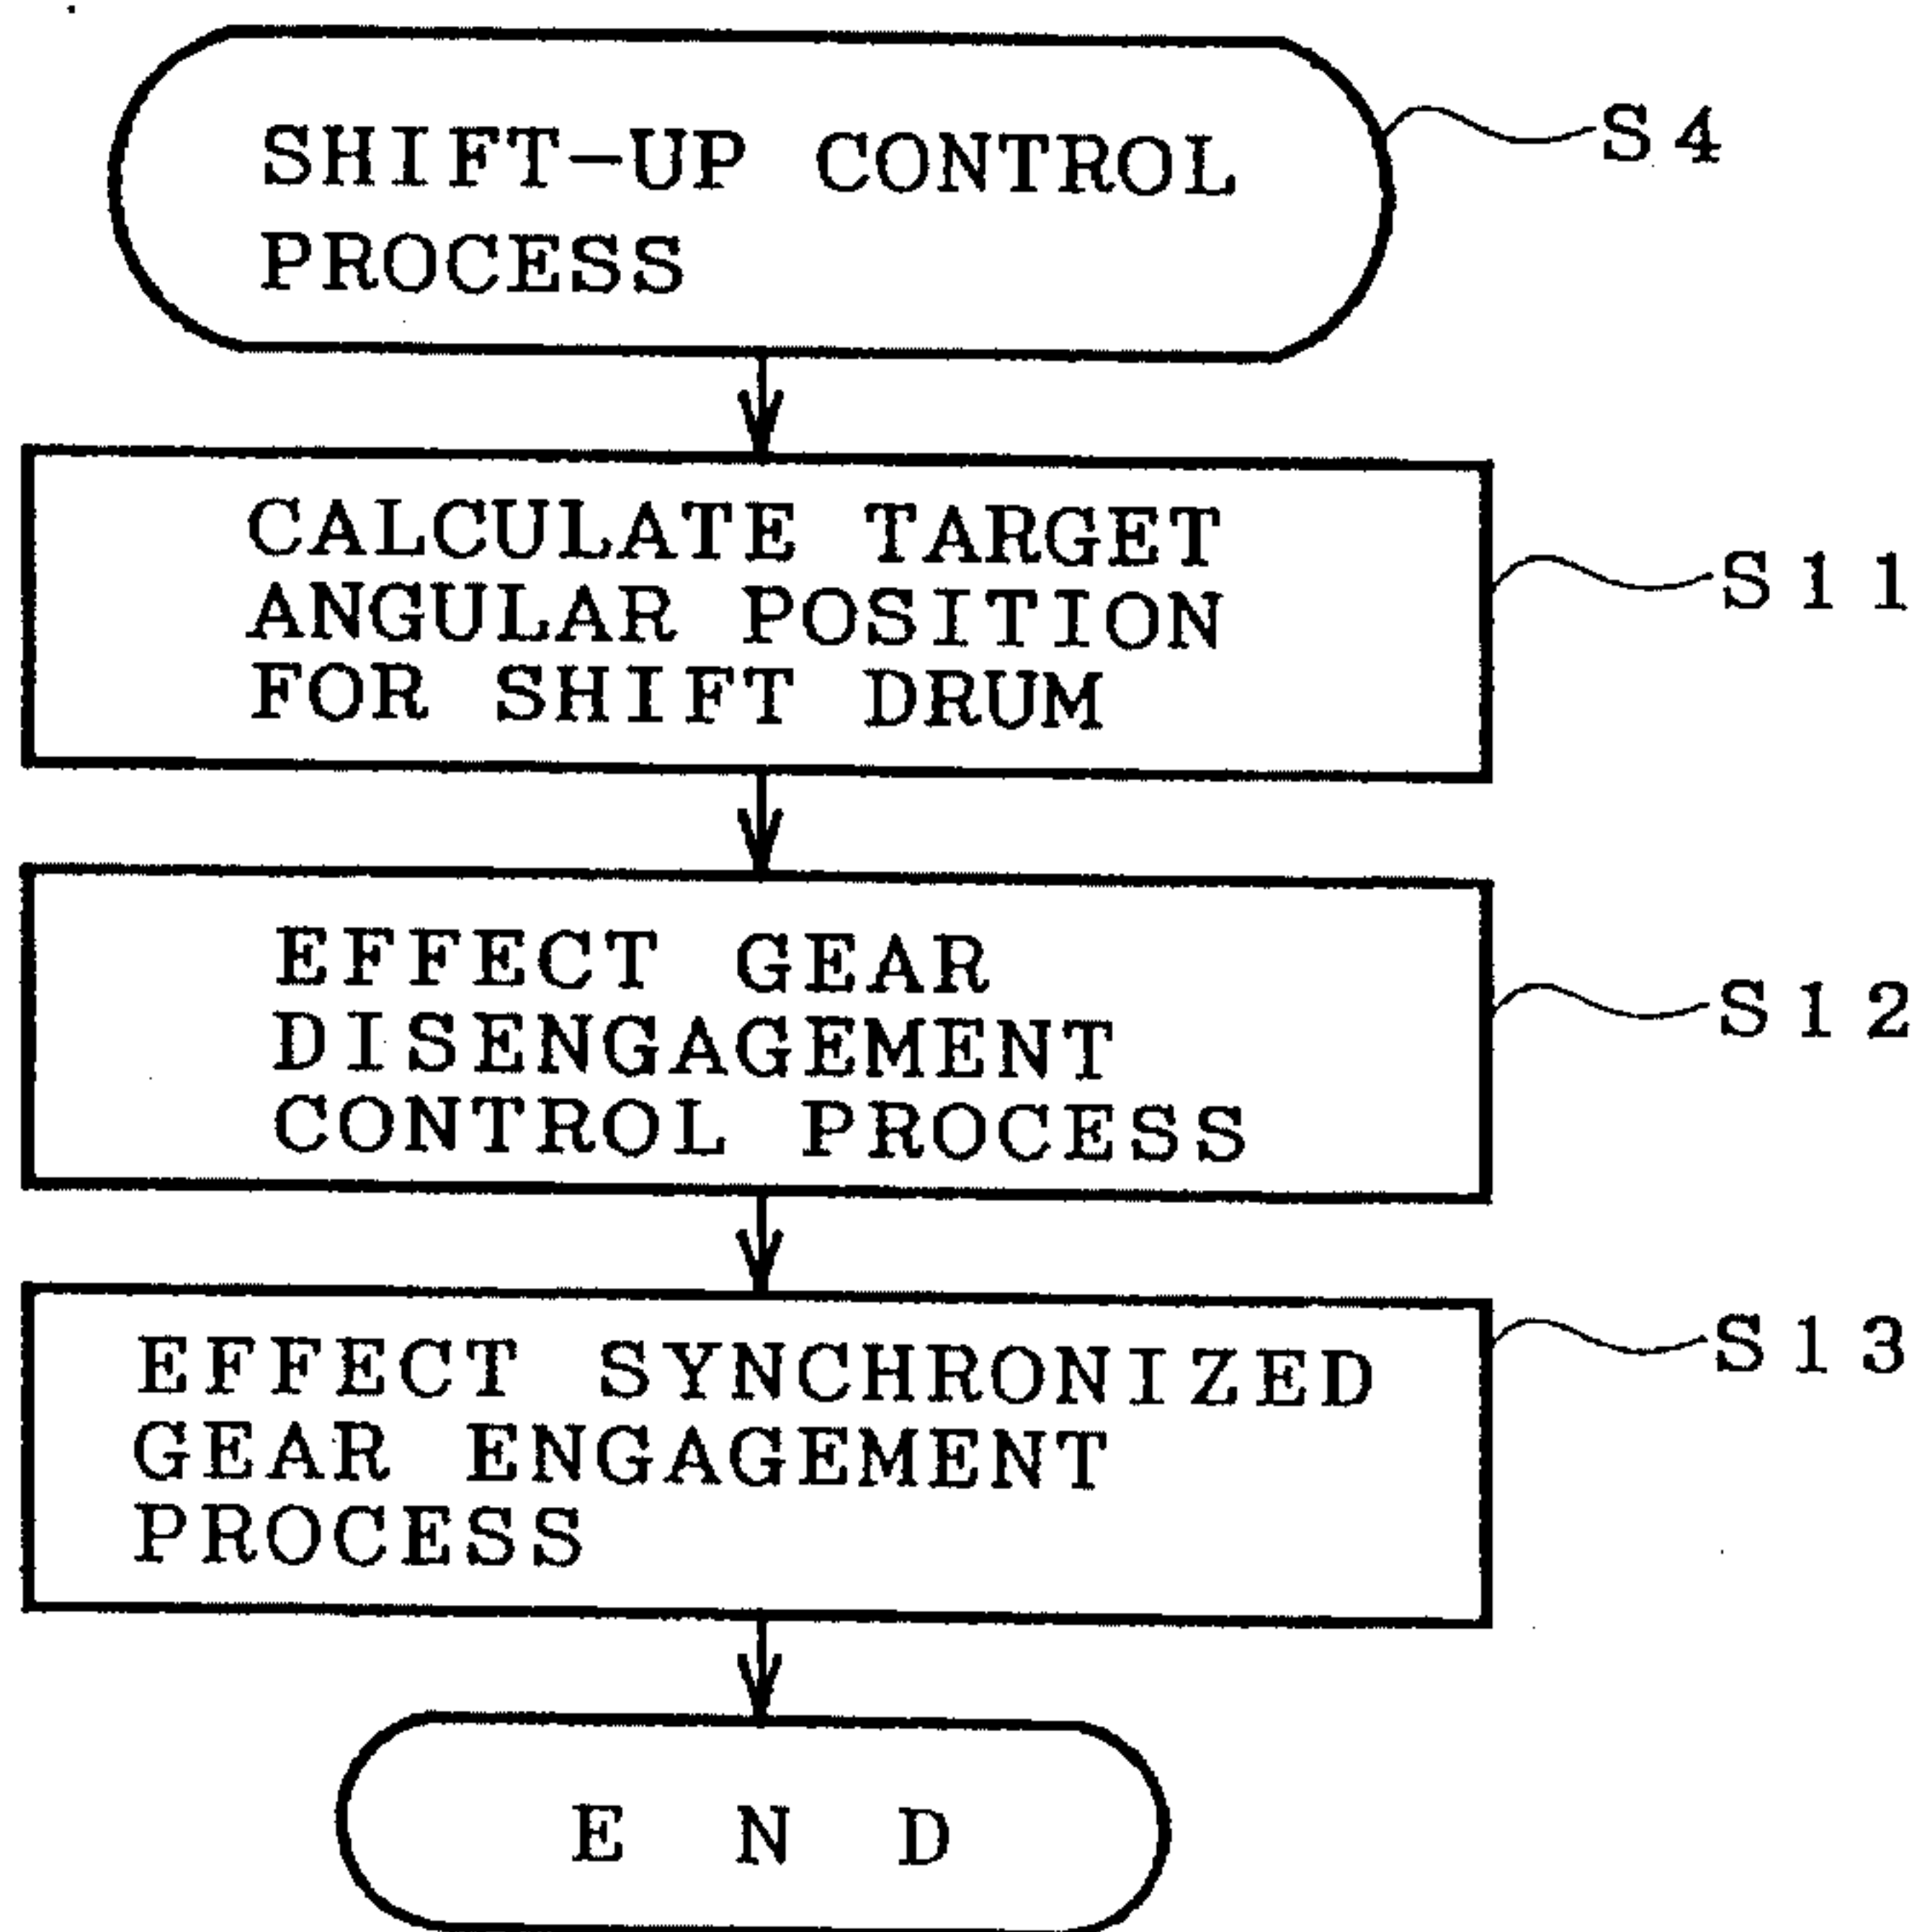 SHIFT-UP CONTROL
PROCESS
S4
CALCULATE TARGET
ANGULAR POSITION
FOR SHIFT DRUM
S11
EFFECT GEAR
DISENGAGEMENT
CONTROL PROCESS
S12
EFFECT SYNCHRONIZED
GEAR ENGAGEMENT
PROCESS
S13
END